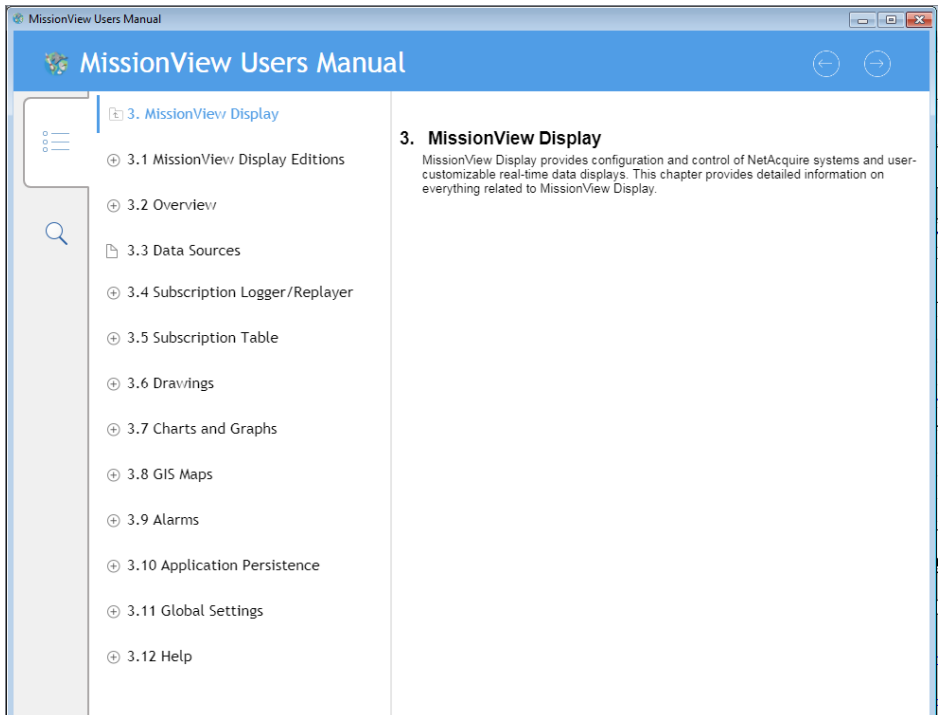 MissionView Users Manual
MissionView Users Manual
3. MissionView Display
3.1 MissionView Display Editions
3.2 Overview
3.3 Data Sources
3.4 Subscription Logger/Replayer
3.5 Subscription Table
3.6 Drawings
3.7 Charts and Graphs
3.8 GIS Maps
3.9 Alarms
3.10 Application Persistence
3.11 Global Settings
3.12 Help
3. MissionView Display
MissionView Display provides configuration and control of NetAcquire systems and user-
customizable real-time data displays. This chapter provides detailed information on
everything related to MissionView Display.